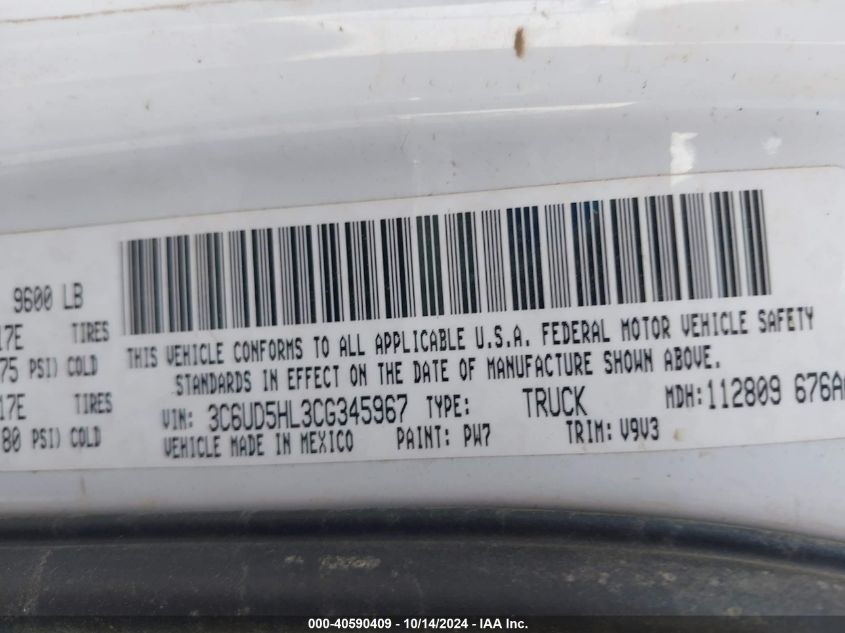 9600 LB
17E TIRES
75 PSI) COLD
17E TIRES
80 PSI) COLD
THIS VEHICLE CONFORMS TO ALL APPLICABLE U.S.A. FEDERAL MOTOR VEHICLE SAFETY
STANDARDS IN EFFECT ON THE DATE OF MANUFACTURE SHOWN ABOVE.
VIN: 3C6UD5HL3CG345967 TYPE: TRUCK MDH: 112809 676A
VEHICLE MADE IN MEXICO PAINT: PW7 TRIM: V9V3
000-40590409 - 10/14/2024 - IAA Inc.